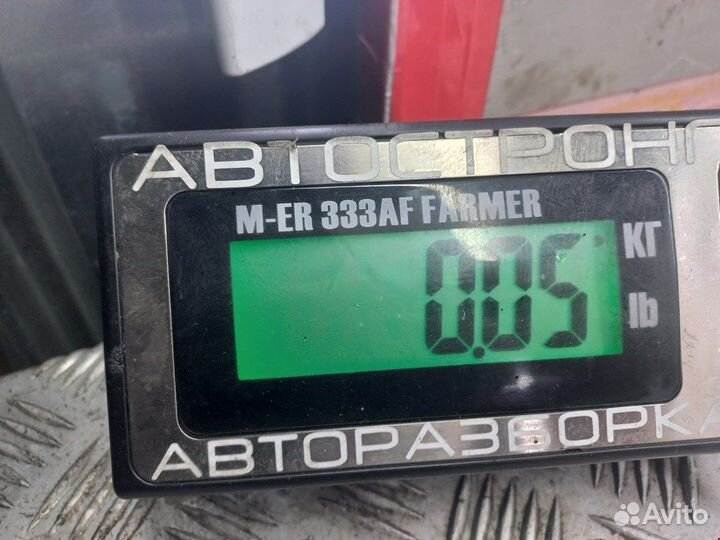 АВТОСТРОНГ
M-ER 333AF FARMER
0.05
КГ
lb
АВТОРАЗБОРКА
Avito